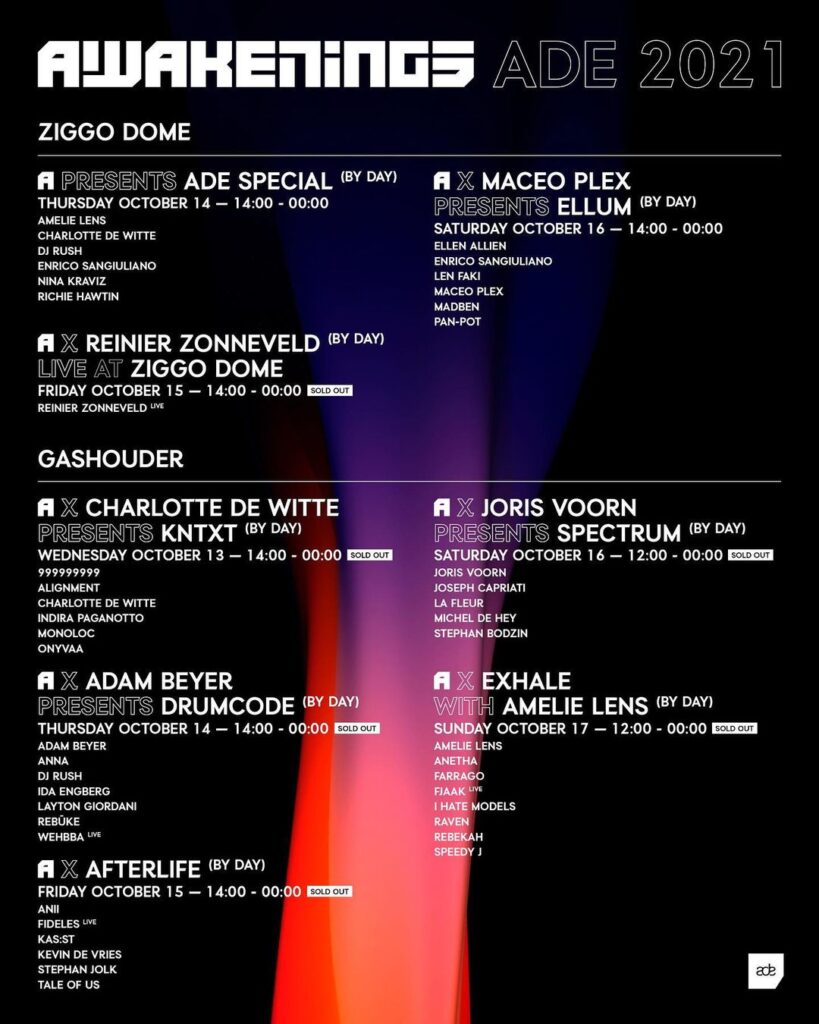 AWAKENINGS ADE 2021
ZIGGO DOME
A PRESENTS ADE SPECIAL (BY DAY)
THURSDAY OCTOBER 14 — 14:00 - 00:00
AMELIE LENS
CHARLOTTE DE WITTE
DJ RUSH
ENRICO SANGIULIANO
NINA KRAVIZ
RICHIE HAWTIN
A X REINIER ZONNEVELD (BY DAY)
LIVE AT ZIGGO DOME
FRIDAY OCTOBER 15 — 14:00 - 00:00 SOLD OUT
REINIER ZONNEVELD LIVE
A X MACEO PLEX
PRESENTS ELLUM (BY DAY)
SATURDAY OCTOBER 16 — 14:00 - 00:00
ELLEN ALLIEN
ENRICO SANGIULIANO
LEN FAKI
MACEO PLEX
MADBEN
PAN-POT
GASHOUDER
A X CHARLOTTE DE WITTE
PRESENTS KNTXT (BY DAY)
WEDNESDAY OCTOBER 13 — 14:00 - 00:00 SOLD OUT
999999999
ALIGNMENT
CHARLOTTE DE WITTE
INDIRA PAGANOTTO
MONOLOC
ONYVAA
A X ADAM BEYER
PRESENTS DRUMCODE (BY DAY)
THURSDAY OCTOBER 14 — 14:00 - 00:00 SOLD OUT
ADAM BEYER
ANNA
DJ RUSH
IDA ENGBERG
LAYTON GIORDANI
REBŪKE
WEHBBA LIVE
A X AFTERLIFE (BY DAY)
FRIDAY OCTOBER 15 — 14:00 - 00:00 SOLD OUT
ANII
FIDELES LIVE
KAS:ST
KEVIN DE VRIES
STEPHAN JOLK
TALE OF US
A X JORIS VOORN
PRESENTS SPECTRUM (BY DAY)
SATURDAY OCTOBER 16 — 12:00 - 00:00 SOLD OUT
JORIS VOORN
JOSEPH CAPRIATI
LA FLEUR
MICHEL DE HEY
STEPHAN BODZIN
A X EXHALE
WITH AMELIE LENS (BY DAY)
SUNDAY OCTOBER 17 — 12:00 - 00:00 SOLD OUT
AMELIE LENS
ANETHA
FARRAGO
FJAAK LIVE
I HATE MODELS
RAVEN
REBEKAH
SPEEDY J
ade